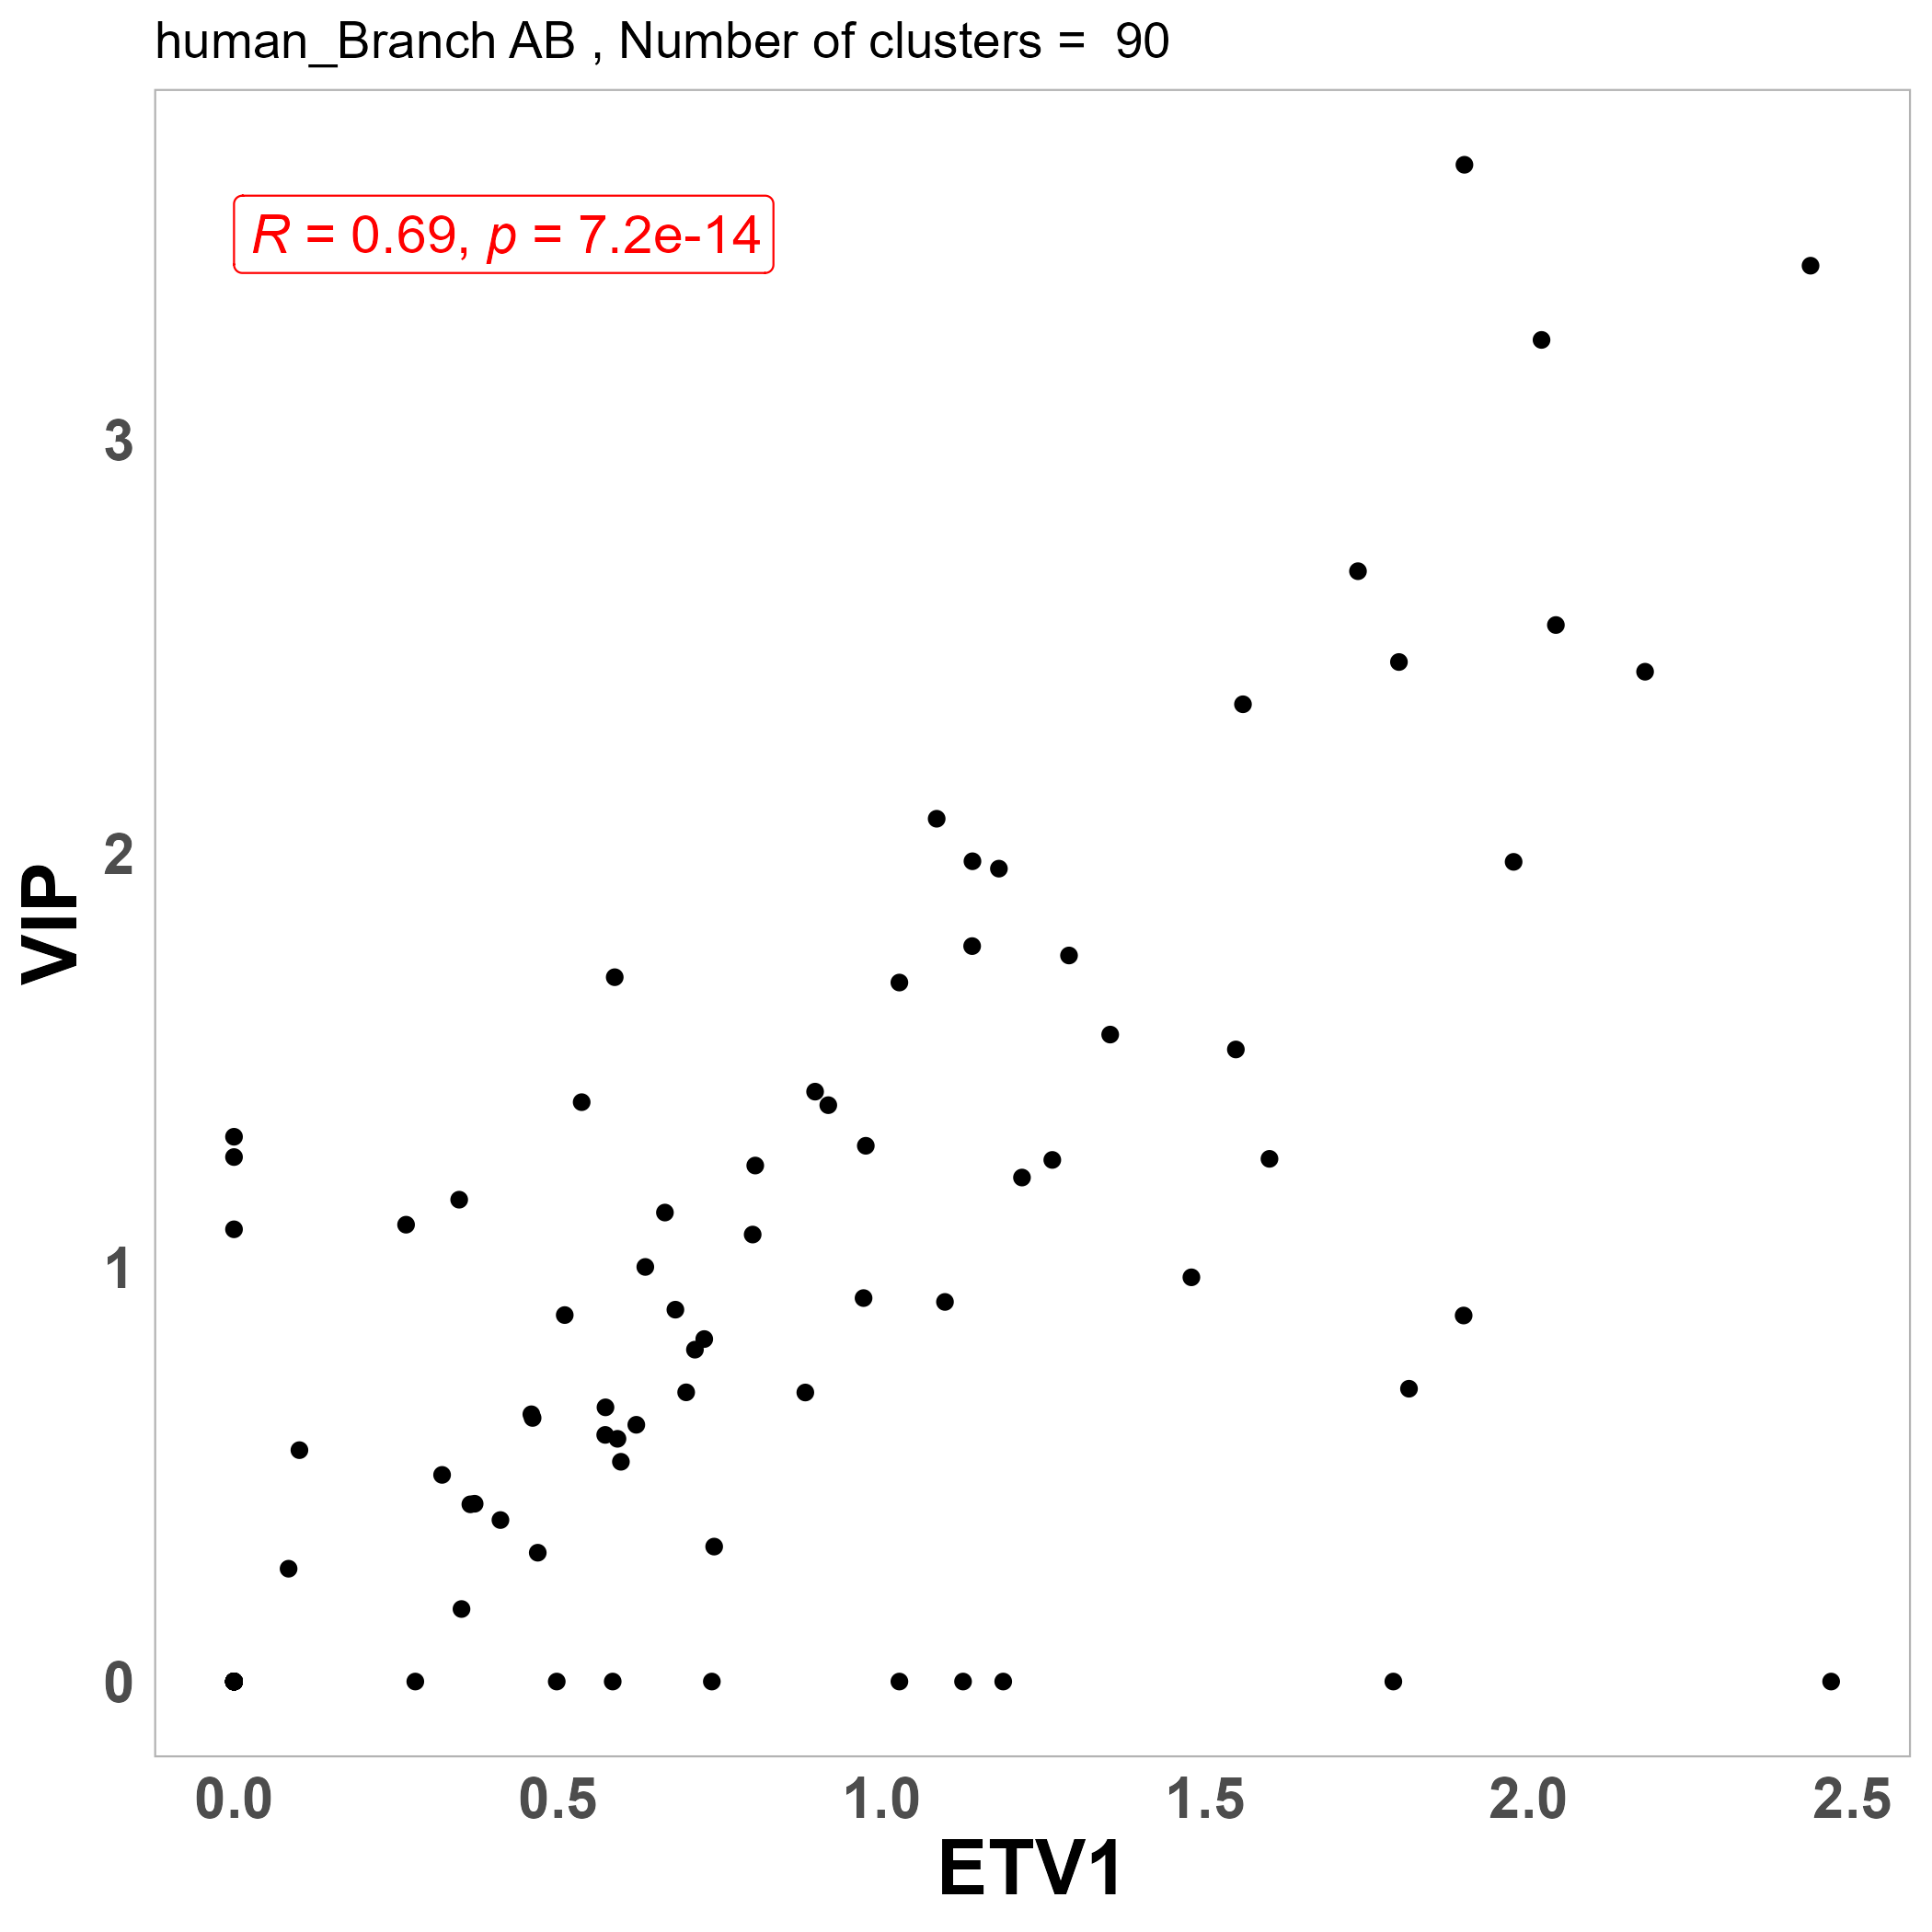 human_Branch AB , Number of clusters =  90
R = 0.69, p = 7.2e-14
3
2
1
0
VIP
0.0 0.5 1.0 1.5 2.0 2.5
ETV1